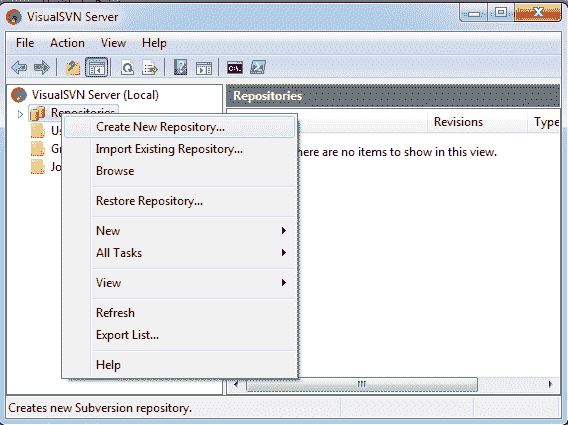 VisualSVN Server
File Action View Help
VisualSVN Server (Local)
Repositories
Repositories
Us
Gr
Jo
Revisions Type
here are no items to show in this view.
Create New Repository...
Import Existing Repository...
Browse
Restore Repository...
New
All Tasks
View
Refresh
Export List...
Help
Creates new Subversion repository.